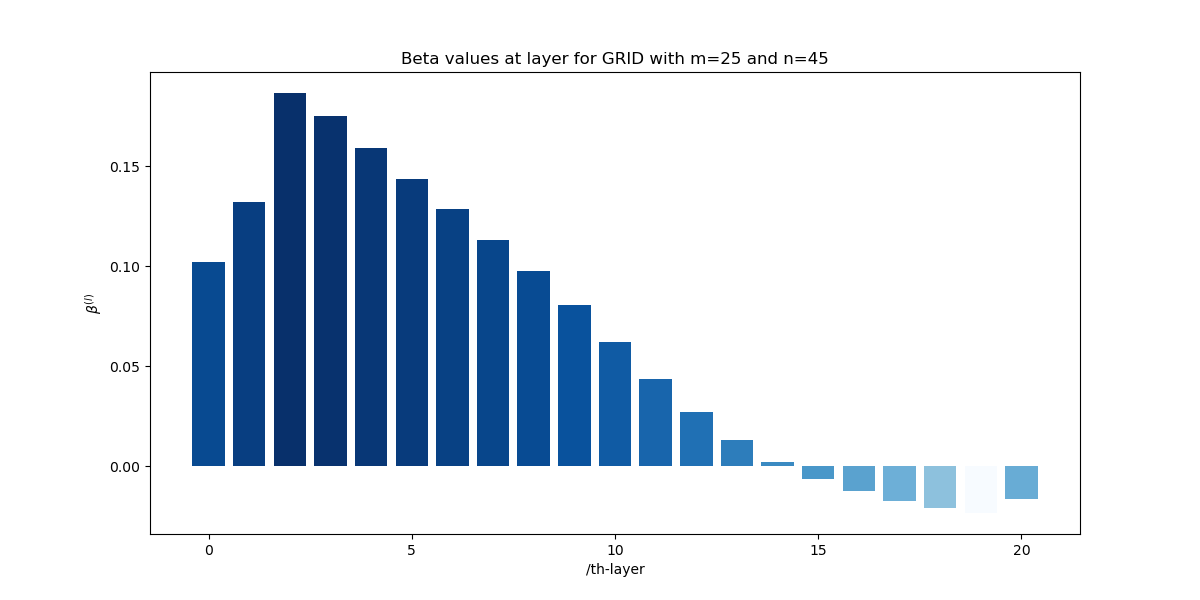 Beta values at layer for GRID with m=25 and n=45
0.15
0.10
0.05
0.00
β^(l)
0 5 10 15 20
/th-layer